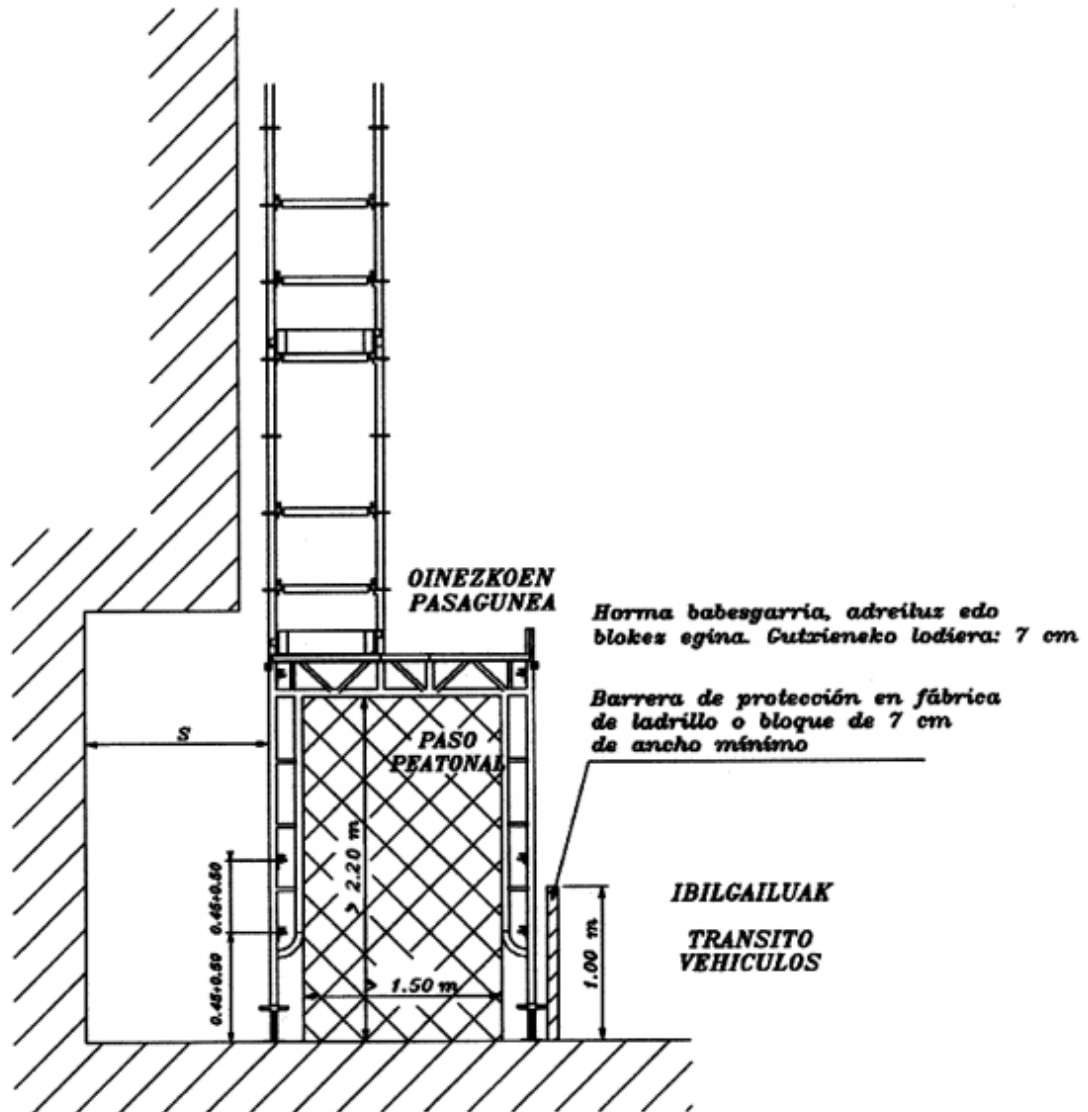 OINEZKOEN
PASAGUNEA
Horma babesgarria, adreiluz edo
blokez egina. Gutxieneko lodiera: 7 cm
Barrera de protección en fábrica
de ladrillo o bloque de 7 cm
de ancho mínimo
S
PASO
PEATONAL
> 2.20 m
0.45÷0.50
0.45÷0.50
> 1.50 m
1.00 m
IBILGAILUAK
TRANSITO
VEHICULOS